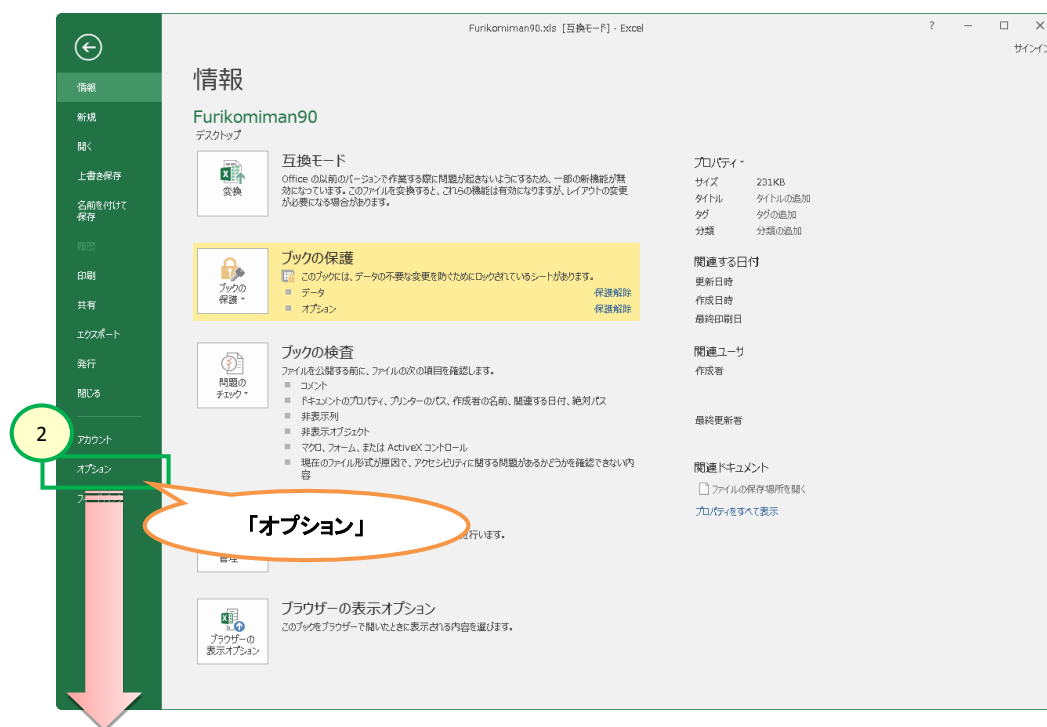 Furikomiman90.xls [互換モード] - Excel
?
サインイン
情報
新規
開く
上書き保存
名前を付けて
保存
履歴
印刷
共有
エクスポート
発行
閉じる
2
アカウント
オプション
「オプション」
情報
Furikomiman90
デスクトップ
変換
互換モード
Office の以前のバージョンで作業する際に問題が起きないようにするため、一部の新機能が無
効になっています。このファイルを変換すると、これらの機能は有効になりますが、レイアウトの変更
が必要になる場合があります。
ブックの
保護
ブックの保護
このブックには、データの不要な変更を防ぐためにロックされているシートがあります。
データ 保護解除
オプション 保護解除
問題の
チェック
ブックの検査
ファイルを公開する前に、ファイルの次の項目を確認します。
コメント
ドキュメントのプロパティ、プリンターのパス、作成者の名前、関連する日付、絶対パス
非表示列
非表示オブジェクト
マクロ、フォーム、または ActiveX コントロール
現在のファイル形式が原因で、アクセシビリティに関する問題があるかどうかを確認できない内
容
行います。
管理
ブラウザーの
表示オプション
ブラウザーの表示オプション
このブックをブラウザーで開いたときに表示される内容を選びます。
プロパティ
サイズ 231KB
タイトル タイトルの追加
タグ タグの追加
分類 分類の追加
関連する日付
更新日時
作成日時
最終印刷日
関連ユーザ
作成者
最終更新者
関連ドキュメント
ファイルの保存場所を開く
プロパティをすべて表示